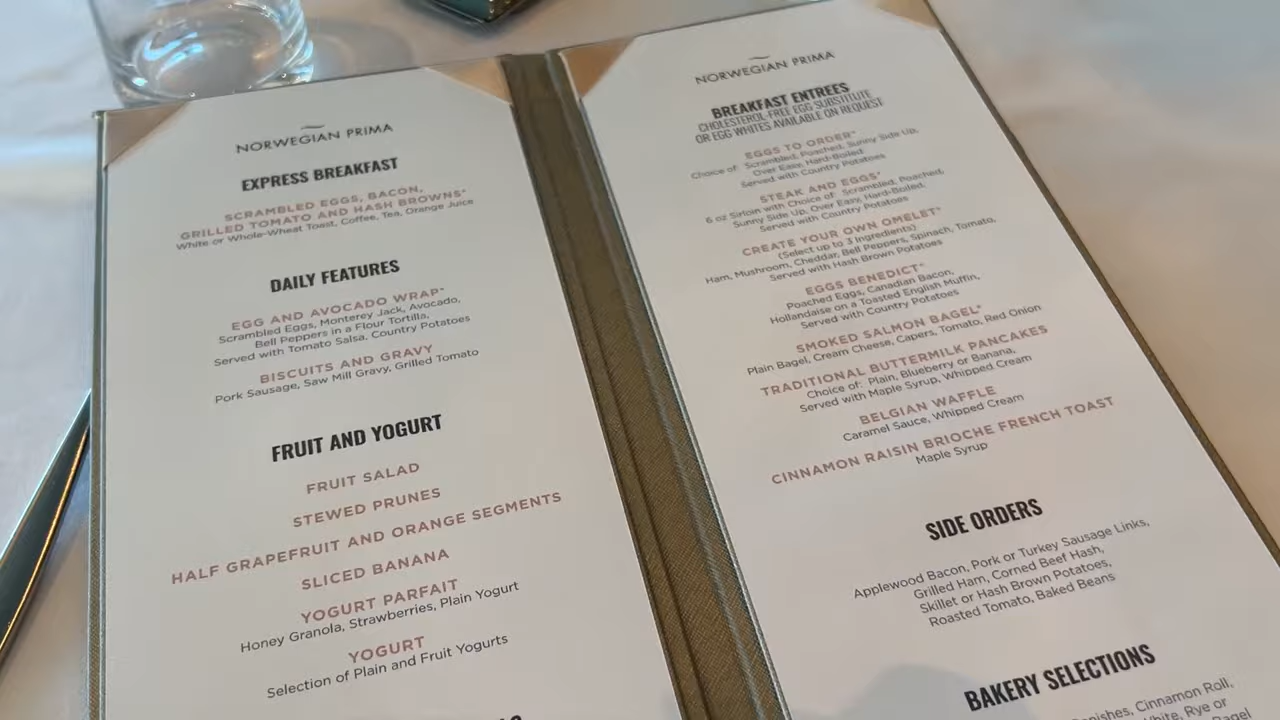 NORWEGIAN PRIMA
EXPRESS BREAKFAST
SCRAMBLED EGGS, BACON,
GRILLED TOMATO AND HASH BROWNS*
White or Whole-Wheat Toast, Coffee, Tea, Orange Juice
DAILY FEATURES
EGG AND AVOCADO WRAP*
Scrambled Eggs, Monterey Jack, Avocado,
Bell Peppers in a Flour Tortilla,
Served with Tomato Salsa, Country Potatoes
BISCUITS AND GRAVY
Pork Sausage, Saw Mill Gravy, Grilled Tomato
FRUIT AND YOGURT
FRUIT SALAD
STEWED PRUNES
HALF GRAPEFRUIT AND ORANGE SEGMENTS
SLICED BANANA
YOGURT PARFAIT
Honey Granola, Strawberries, Plain Yogurt
YOGURT
Selection of Plain and Fruit Yogurts
NORWEGIAN PRIMA
BREAKFAST ENTREES
CHOLESTEROL-FREE EGG SUBSTITUTE
OR EGG WHITES AVAILABLE ON REQUEST
EGGS TO ORDER*
Choice of: Scrambled, Poached, Sunny Side Up,
Over Easy, Hard-Boiled
Served with Country Potatoes
STEAK AND EGGS*
6 oz Sirloin with Choice of: Scrambled, Poached,
Sunny Side Up, Over Easy, Hard-Boiled,
Served with Country Potatoes
CREATE YOUR OWN OMELET*
(Select up to 3 Ingredients)
Ham, Mushroom, Cheddar, Bell Peppers, Spinach, Tomato,
Served with Hash Brown Potatoes
EGGS BENEDICT*
Poached Eggs, Canadian Bacon,
Hollandaise on a Toasted English Muffin,
Served with Country Potatoes
SMOKED SALMON BAGEL*
Plain Bagel, Cream Cheese, Capers, Tomato, Red Onion
TRADITIONAL BUTTERMILK PANCAKES
Choice of: Plain, Blueberry or Banana,
Served with Maple Syrup, Whipped Cream
BELGIAN WAFFLE
Caramel Sauce, Whipped Cream
CINNAMON RAISIN BRIOCHE FRENCH TOAST
Maple Syrup
SIDE ORDERS
Applewood Bacon, Pork or Turkey Sausage Links,
Grilled Ham, Corned Beef Hash,
Skillet or Hash Brown Potatoes,
Roasted Tomato, Baked Beans
BAKERY SELECTIONS
Cinnamon Roll,
Rye or
Bagel